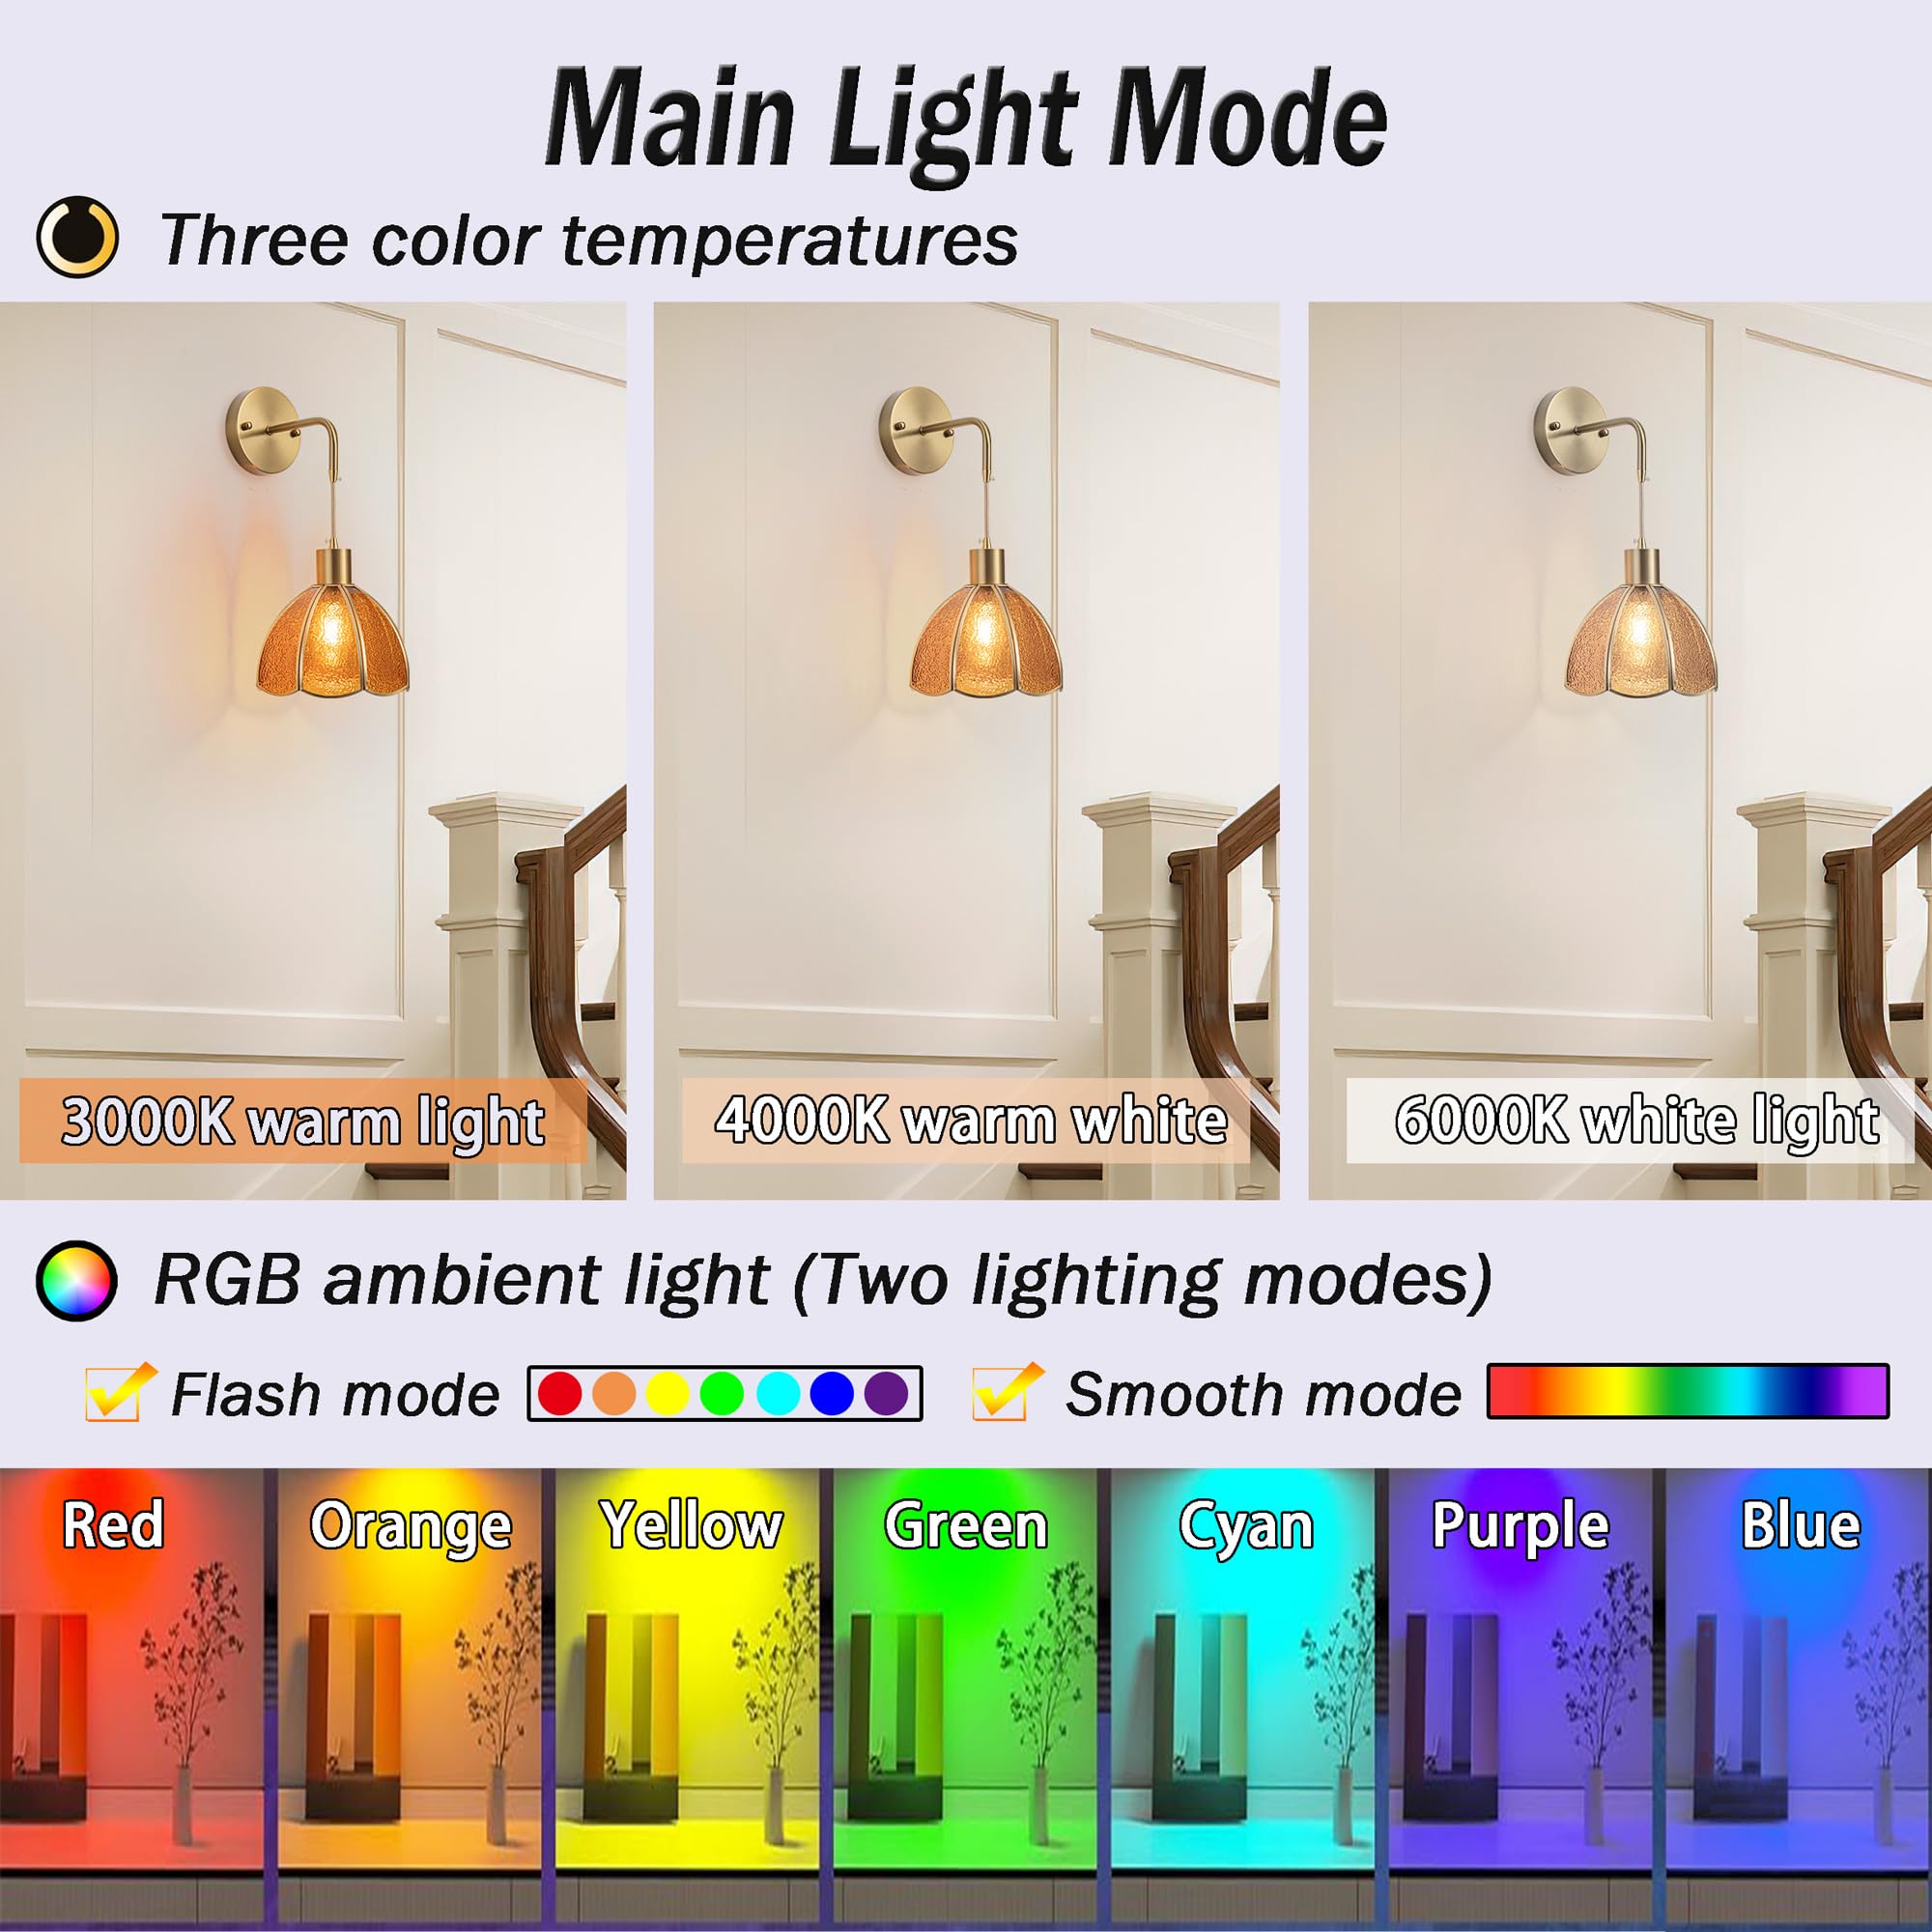 Main Light Mode
Three color temperatures
3000K warm light
4000K warm white
6000K white light
RGB ambient light (Two lighting modes)
Flash mode
Smooth mode
Red
Orange
Yellow
Green
Cyan
Purple
Blue